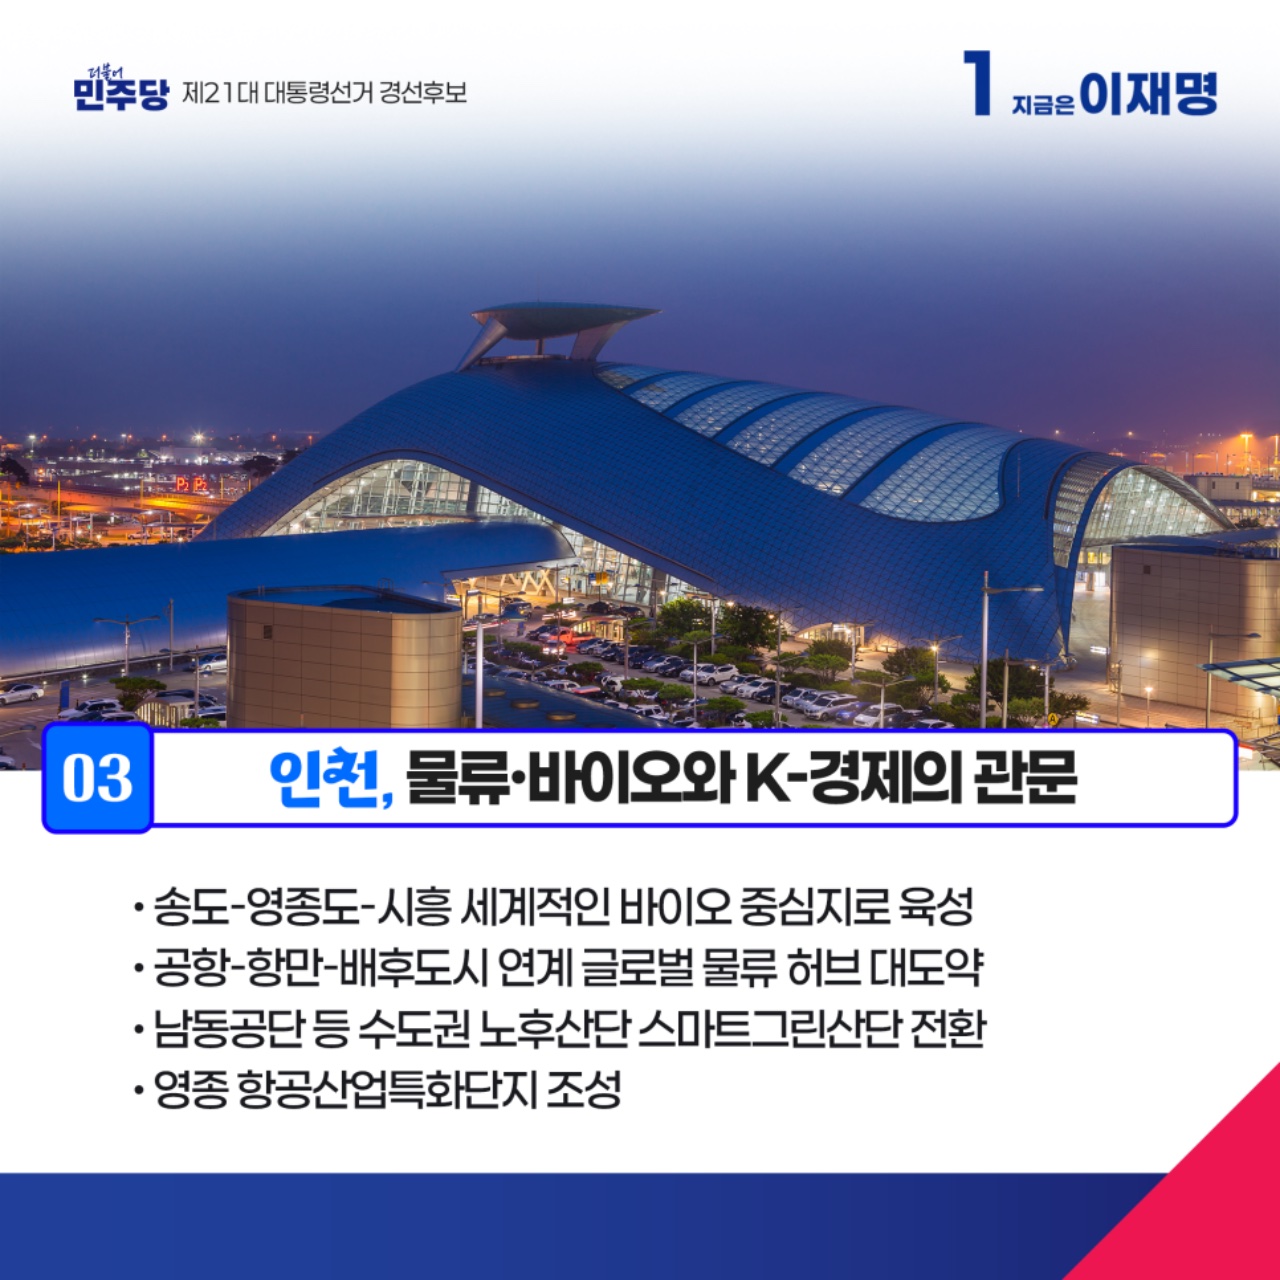 더불어
민주당 제21대 대통령선거 경선후보
1 지금은 이재명
P2 P2
A
03 인천, 물류·바이오와 K-경제의 관문
• 송도-영종도-시흥 세계적인 바이오 중심지로 육성
• 공항-항만-배후도시 연계 글로벌 물류 허브 대도약
• 남동공단 등 수도권 노후산단 스마트그린산단 전환
• 영종 항공산업특화단지 조성